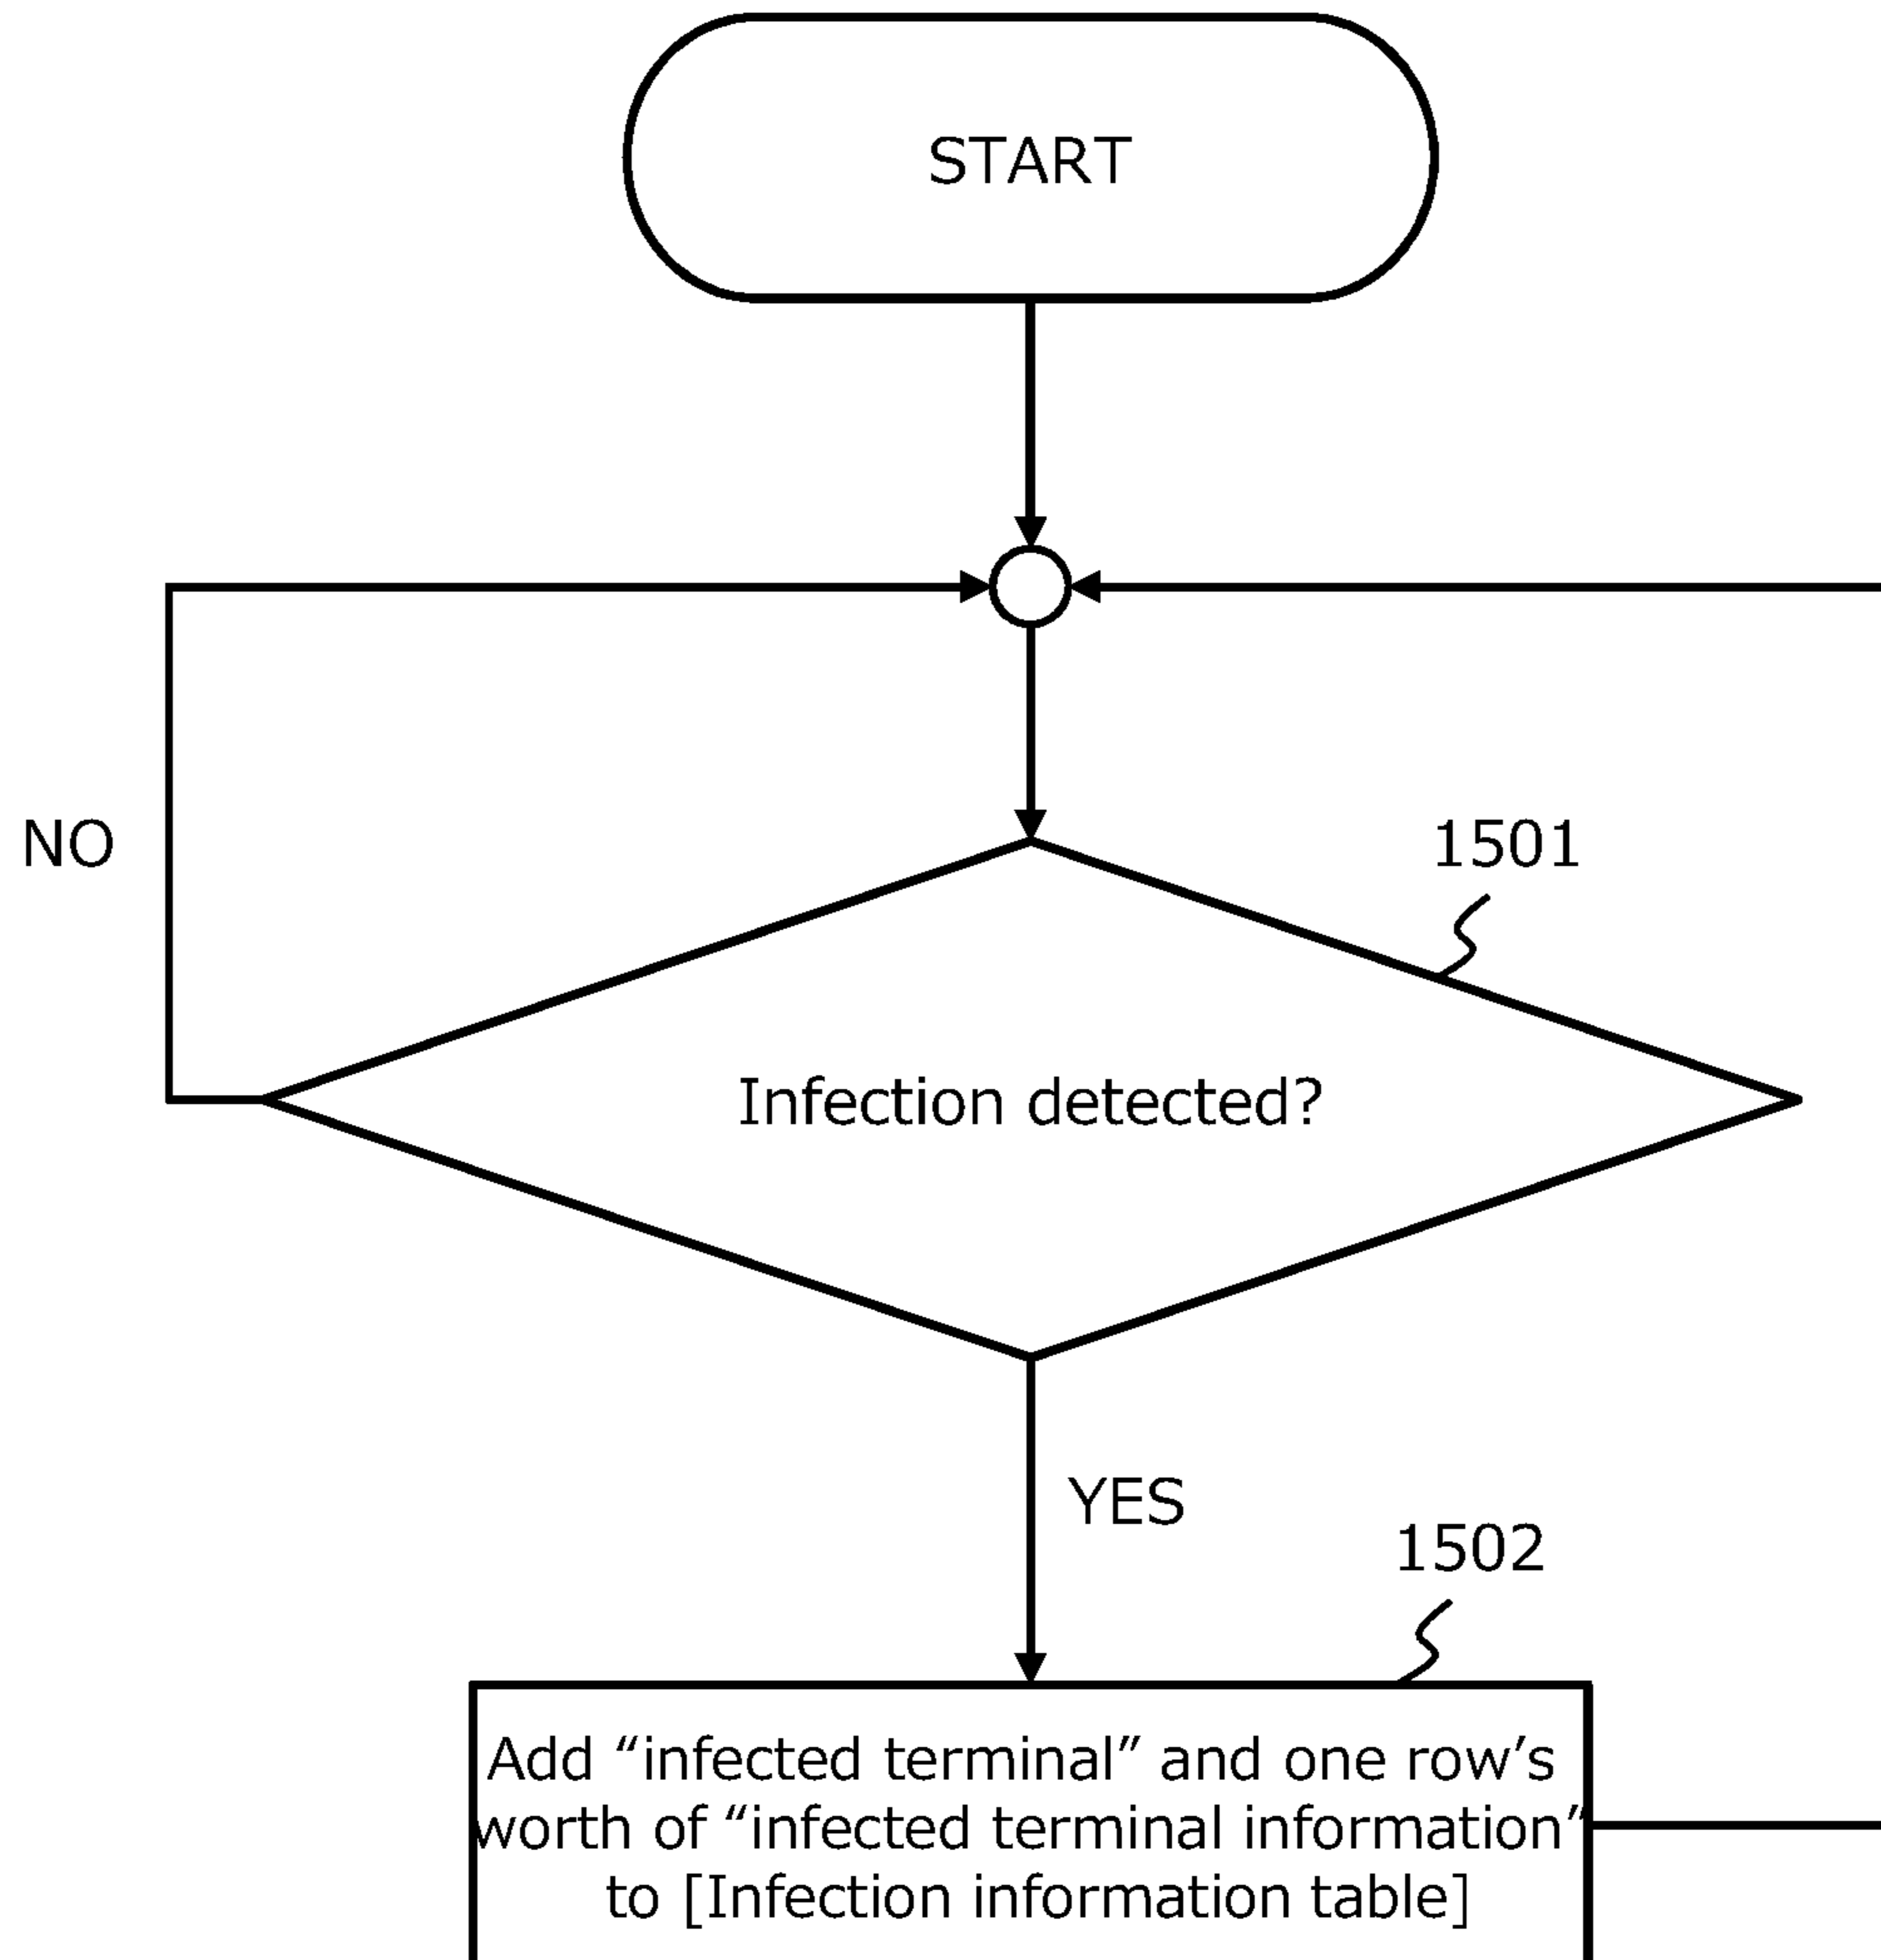 START
NO
1501
Infection detected?
YES
1502
Add “infected terminal” and one row’s
worth of “infected terminal information”
to [Infection information table]